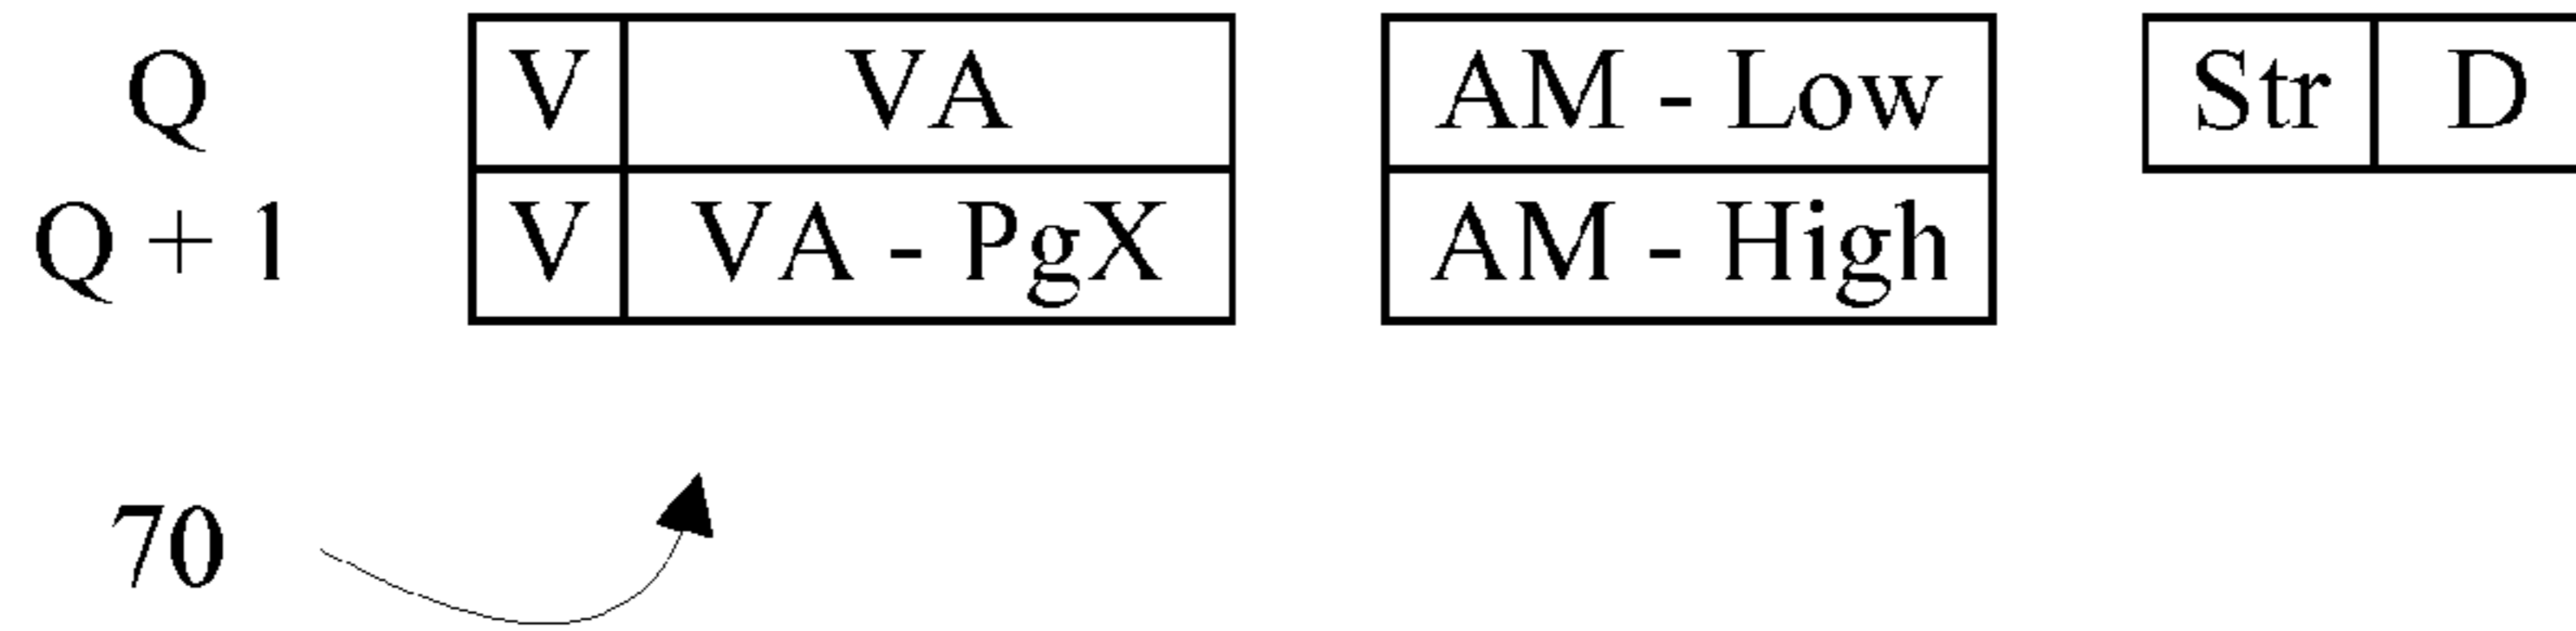 Q V VA AM - Low Str D
Q + 1 V VA - PgX AM - High
70